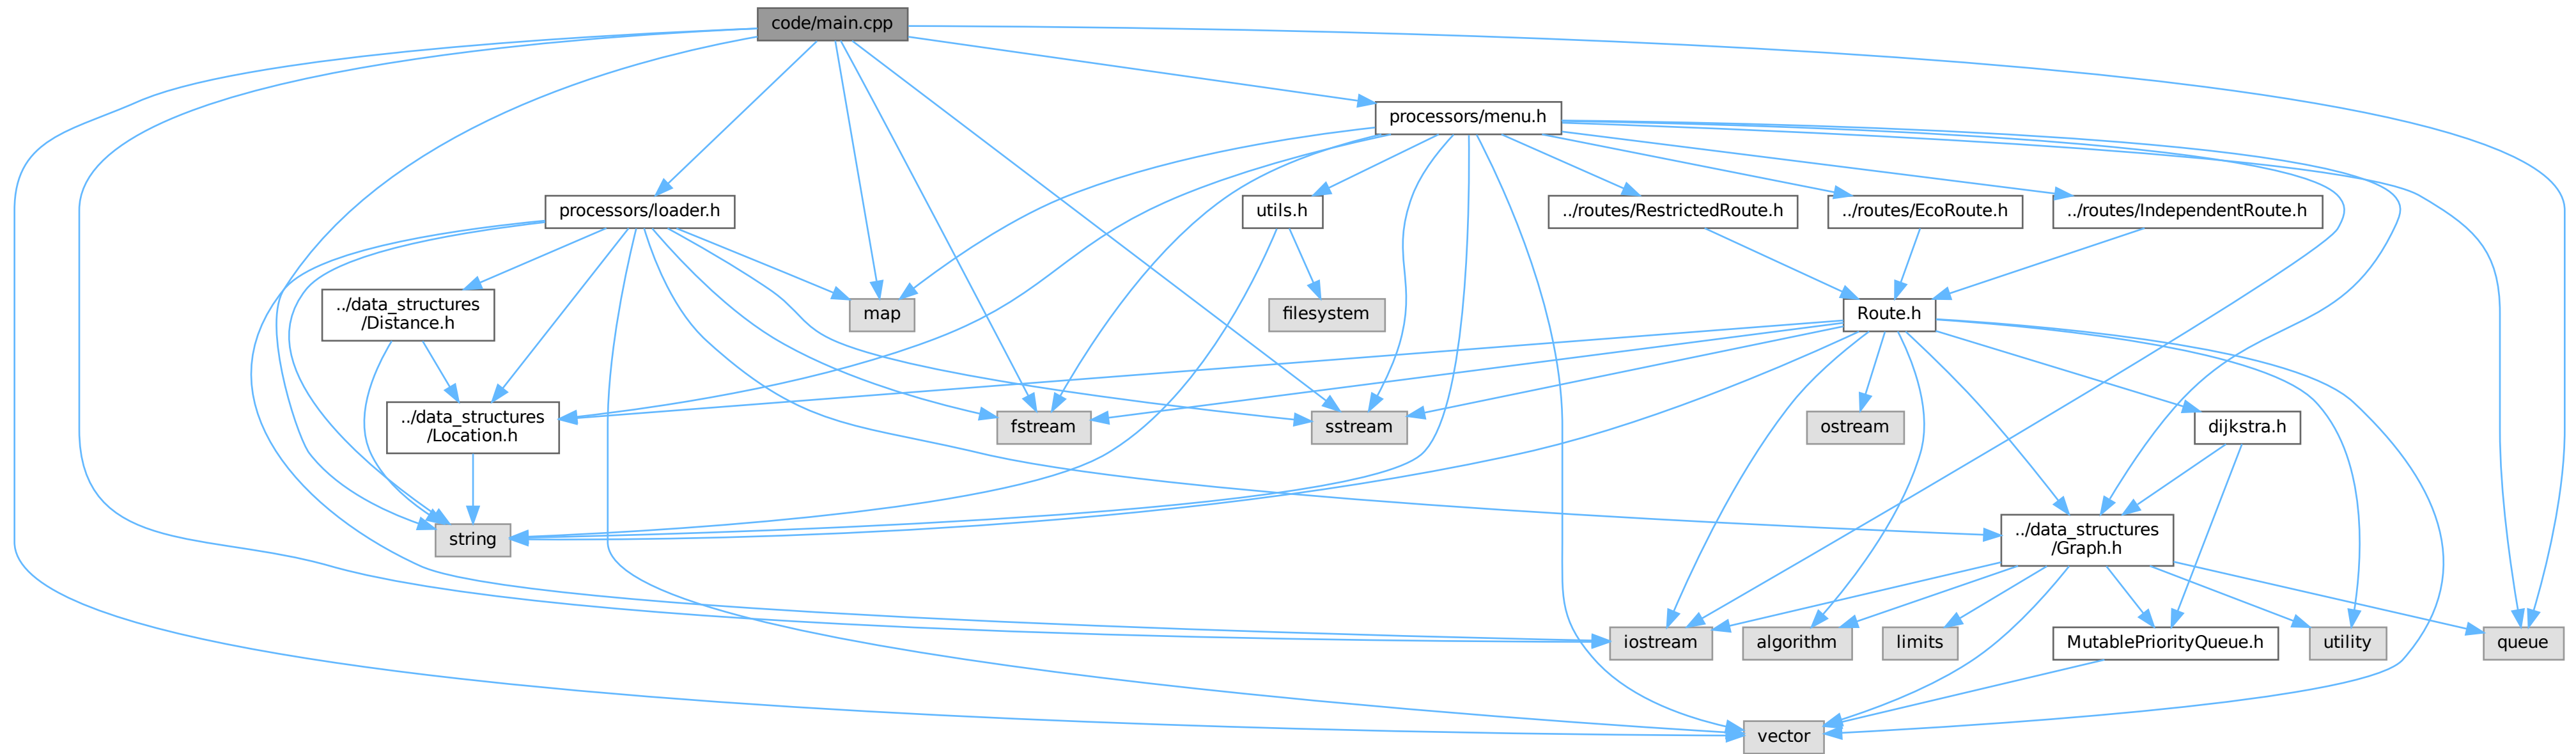 code/main.cpp
processors/menu.h
processors/loader.h
utils.h
../routes/RestrictedRoute.h
../routes/EcoRoute.h
../routes/IndependentRoute.h
../data_structures
/Distance.h
map
filesystem
Route.h
../data_structures
/Location.h
fstream
sstream
ostream
dijkstra.h
string
../data_structures
/Graph.h
iostream
algorithm
limits
MutablePriorityQueue.h
utility
queue
vector